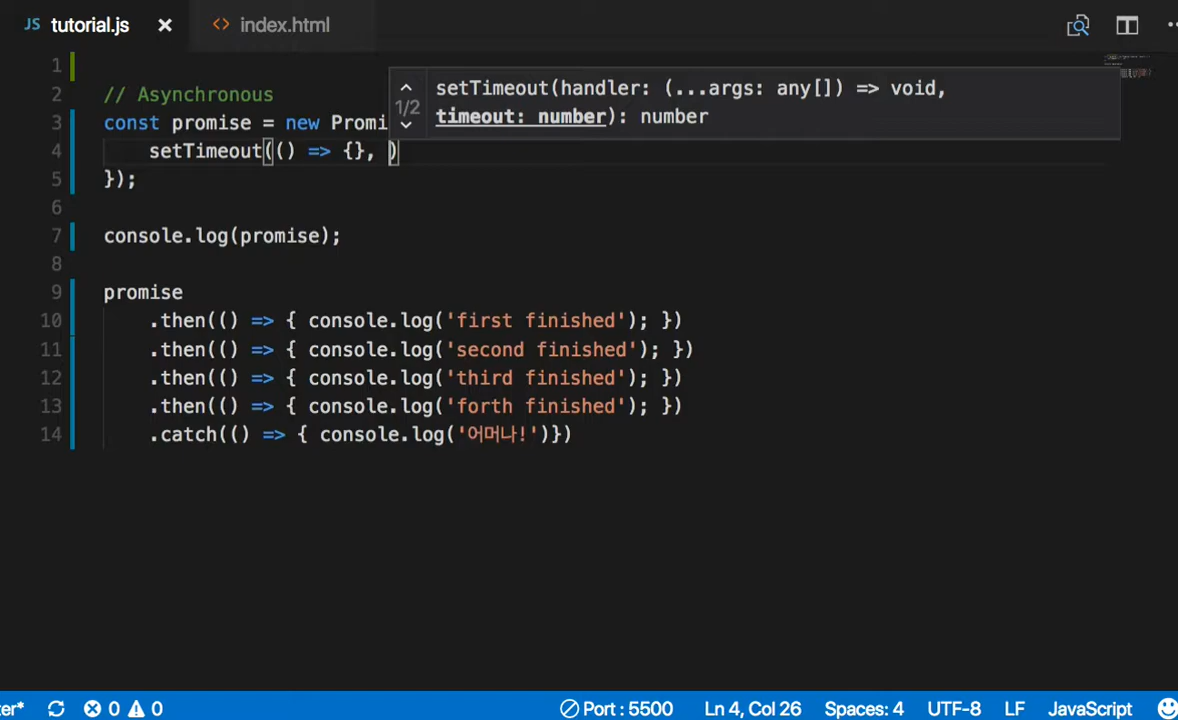 JS tutorial.js × <> index.html
1
2 // Asynchronous
3 const promise = new Promi
1/2 setTimeout(handler: (...args: any[]) => void,
timeout: number): number
4 setTimeout(() => {}, )
5 });
6
7 console.log(promise);
8
9 promise
10 .then(() => { console.log('first finished'); })
11 .then(() => { console.log('second finished'); })
12 .then(() => { console.log('third finished'); })
13 .then(() => { console.log('forth finished'); })
14 .catch(() => { console.log('어머나!')})
ter* 0 0 Port : 5500 Ln 4, Col 26 Spaces: 4 UTF-8 LF JavaScript